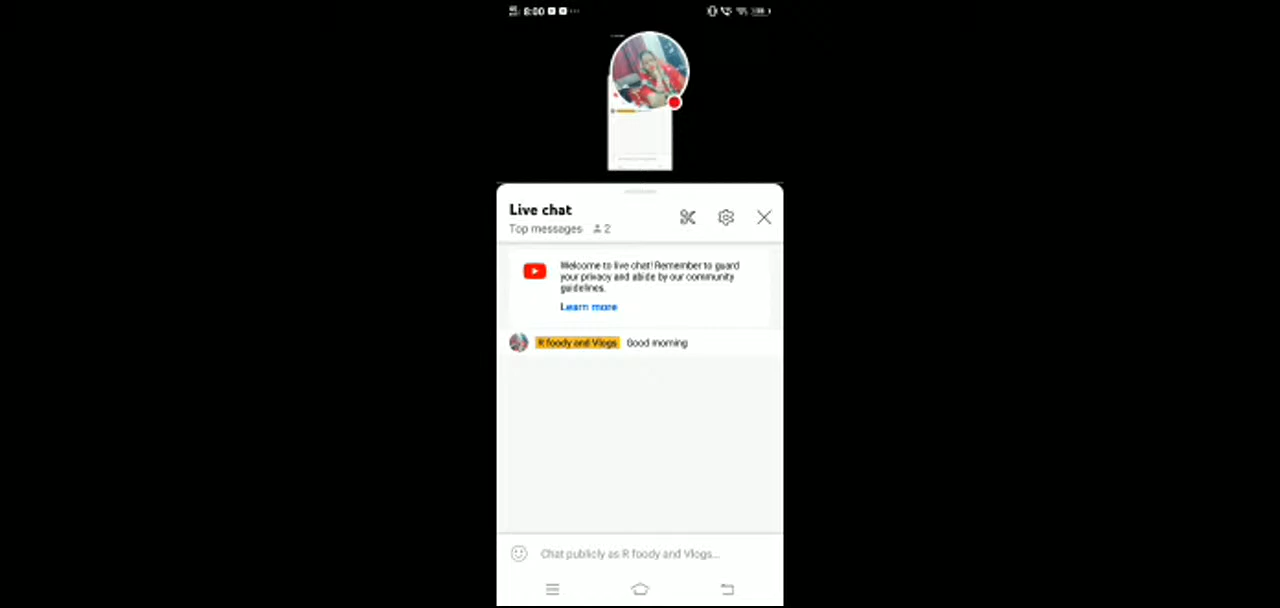 8:00
Live chat
Top messages 2
Welcome to live chat! Remember to guard
your privacy and abide by our community
guidelines.
Learn more
R foody and Vlogs Good morning
Chat publicly as R foody and Vlogs...